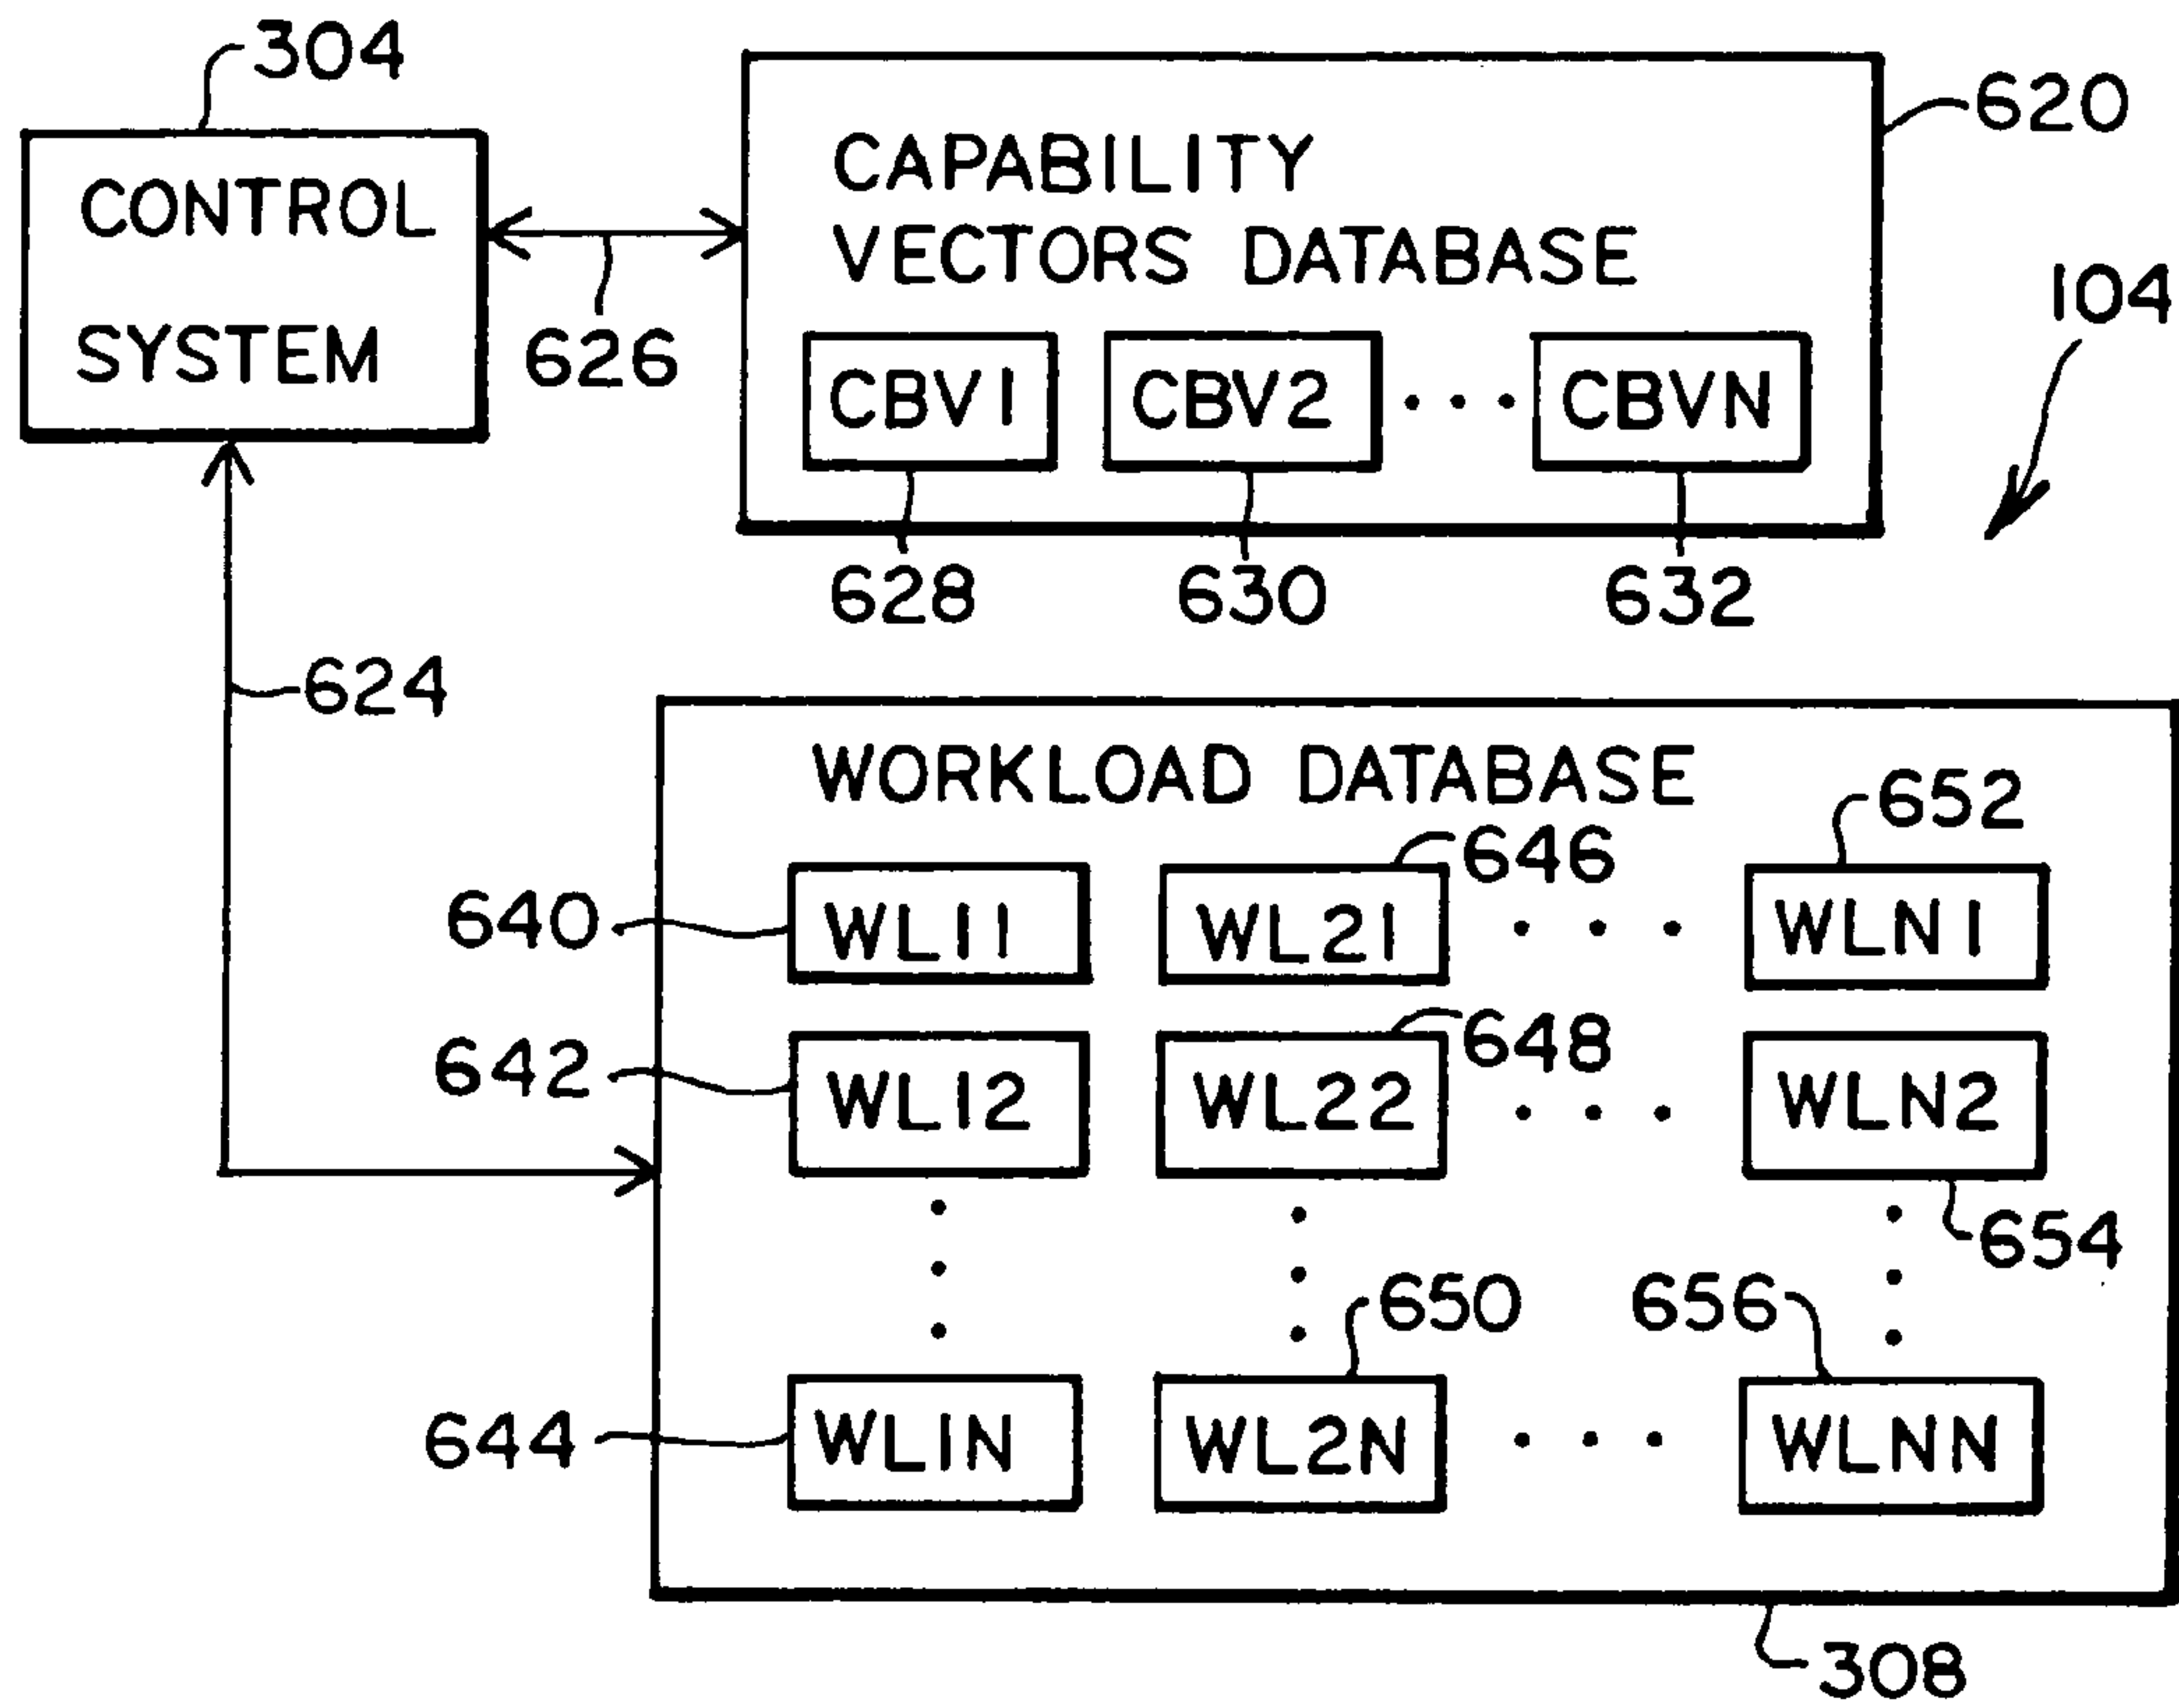 304
CONTROL
SYSTEM
626
620
CAPABILITY
VECTORS DATABASE
CBV1 CBV2 CBVN
628 630 632
104
624
WORKLOAD DATABASE
652
646
640 WL11 WL21 WLN1
648
642 WL12 WL22 WLN2
654
650 656
644 WL1N WL2N WLNN
308